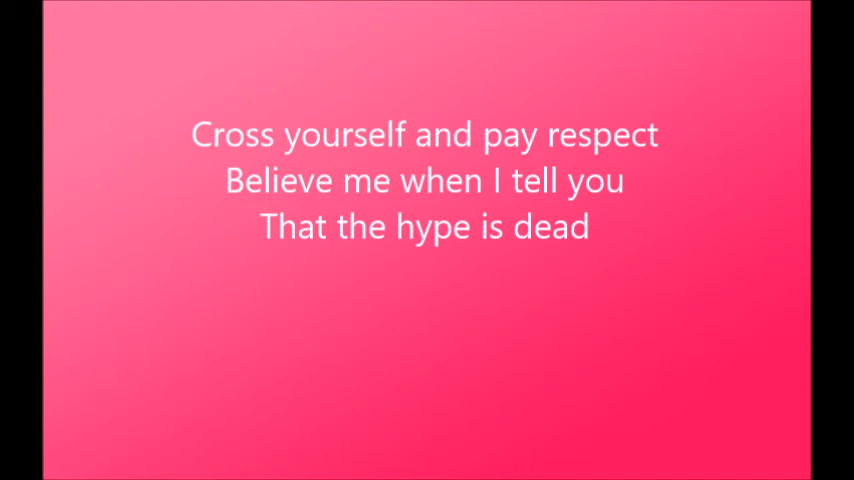 Cross yourself and pay respect
Believe me when I tell you
That the hype is dead